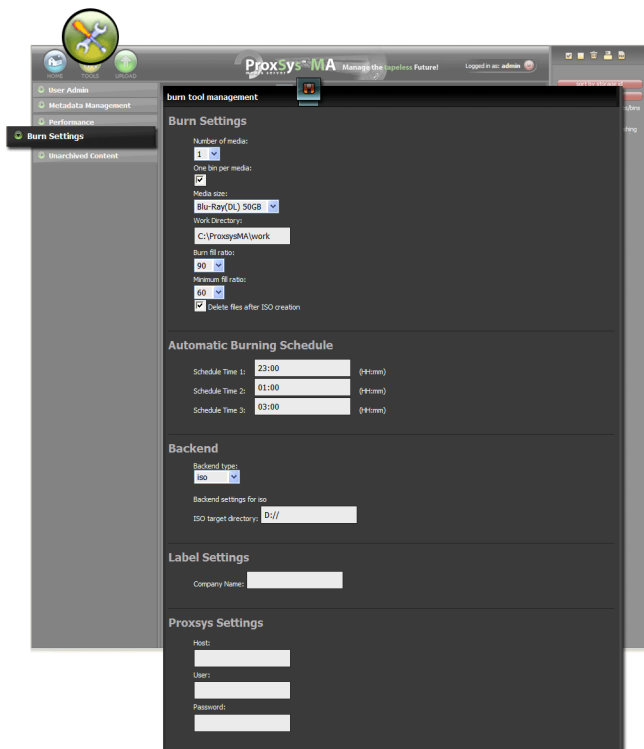 ProxSys MA Manage the tapeless Future!
media server
Logged in as: admin
HOME TOOLS UPLOAD
User Admin
Metadata Management
Performance
Burn Settings
Unarchived Content
burn tool management
Burn Settings
Number of media:
1
One bin per media:
Media size:
Blu-Ray(DL) 50GB
Work Directory:
C:\ProxsysMA\work
Burn fill ratio:
90
Minimum fill ratio:
60
Delete files after ISO creation
Automatic Burning Schedule
Schedule Time 1: 23:00 (HH:mm)
Schedule Time 2: 01:00 (HH:mm)
Schedule Time 3: 03:00 (HH:mm)
Backend
Backend type:
iso
Backend settings for iso
ISO target directory: D://
Label Settings
Company Name:
Proxsys Settings
Host:
User:
Password: